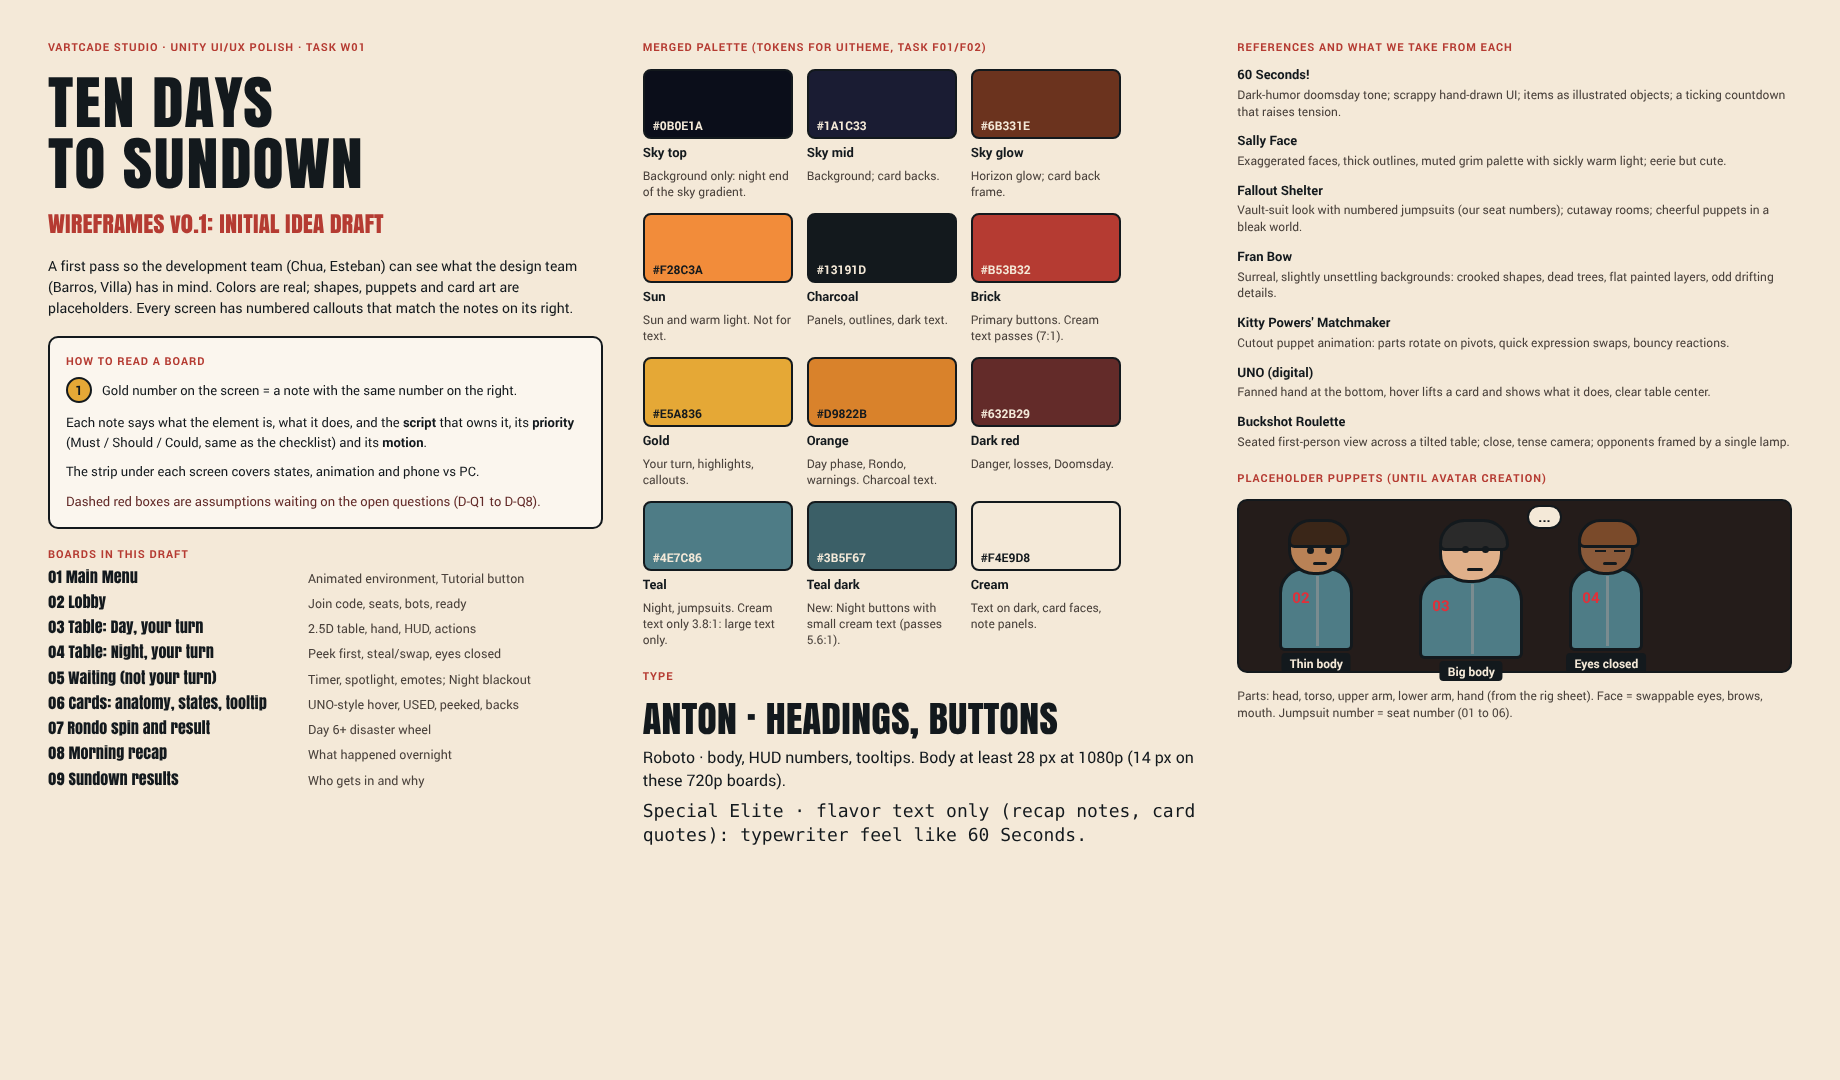 VARTCADE STUDIO · UNITY UI/UX POLISH · TASK W01
TEN DAYS
TO SUNDOWN
WIREFRAMES V0.1: INITIAL IDEA DRAFT
A first pass so the development team (Chua, Esteban) can see what the design team
(Barros, Villa) has in mind. Colors are real; shapes, puppets and card art are
placeholders. Every screen has numbered callouts that match the notes on its right.
HOW TO READ A BOARD
1 Gold number on the screen = a note with the same number on the right.
Each note says what the element is, what it does, and the script that owns it, its priority
(Must / Should / Could, same as the checklist) and its motion.
The strip under each screen covers states, animation and phone vs PC.
Dashed red boxes are assumptions waiting on the open questions (D-Q1 to D-Q8).
BOARDS IN THIS DRAFT
01 Main Menu Animated environment, Tutorial button
02 Lobby Join code, seats, bots, ready
03 Table: Day, your turn 2.5D table, hand, HUD, actions
04 Table: Night, your turn Peek first, steal/swap, eyes closed
05 Waiting (not your turn) Timer, spotlight, emotes; Night blackout
06 Cards: anatomy, states, tooltip UNO-style hover, USED, peeked, backs
07 Rondo spin and result Day 6+ disaster wheel
08 Morning recap What happened overnight
09 Sundown results Who gets in and why
MERGED PALETTE (TOKENS FOR UITHEME, TASK F01/F02)
#0B0E1A
Sky top
Background only: night end
of the sky gradient.
#1A1C33
Sky mid
Background; card backs.
#6B331E
Sky glow
Horizon glow; card back
frame.
#F28C3A
Sun
Sun and warm light. Not for
text.
#13191D
Charcoal
Panels, outlines, dark text.
#B53B32
Brick
Primary buttons. Cream
text passes (7:1).
#E5A836
Gold
Your turn, highlights,
callouts.
#D9822B
Orange
Day phase, Rondo,
warnings. Charcoal text.
#632B29
Dark red
Danger, losses, Doomsday.
#4E7C86
Teal
Night, jumpsuits. Cream
text only 3.8:1: large text
only.
#3B5F67
Teal dark
New: Night buttons with
small cream text (passes
5.6:1).
#F4E9D8
Cream
Text on dark, card faces,
note panels.
TYPE
ANTON · HEADINGS, BUTTONS
Roboto · body, HUD numbers, tooltips. Body at least 28 px at 1080p (14 px on
these 720p boards).
Special Elite · flavor text only (recap notes, card
quotes): typewriter feel like 60 Seconds.
REFERENCES AND WHAT WE TAKE FROM EACH
60 Seconds!
Dark-humor doomsday tone; scrappy hand-drawn UI; items as illustrated objects; a ticking countdown
that raises tension.
Sally Face
Exaggerated faces, thick outlines, muted grim palette with sickly warm light; eerie but cute.
Fallout Shelter
Vault-suit look with numbered jumpsuits (our seat numbers); cutaway rooms; cheerful puppets in a
bleak world.
Fran Bow
Surreal, slightly unsettling backgrounds: crooked shapes, dead trees, flat painted layers, odd drifting
details.
Kitty Powers' Matchmaker
Cutout puppet animation: parts rotate on pivots, quick expression swaps, bouncy reactions.
UNO (digital)
Fanned hand at the bottom, hover lifts a card and shows what it does, clear table center.
Buckshot Roulette
Seated first-person view across a tilted table; close, tense camera; opponents framed by a single lamp.
PLACEHOLDER PUPPETS (UNTIL AVATAR CREATION)
...
02
03
04
Thin body
Big body
Eyes closed
Parts: head, torso, upper arm, lower arm, hand (from the rig sheet). Face = swappable eyes, brows,
mouth. Jumpsuit number = seat number (01 to 06).